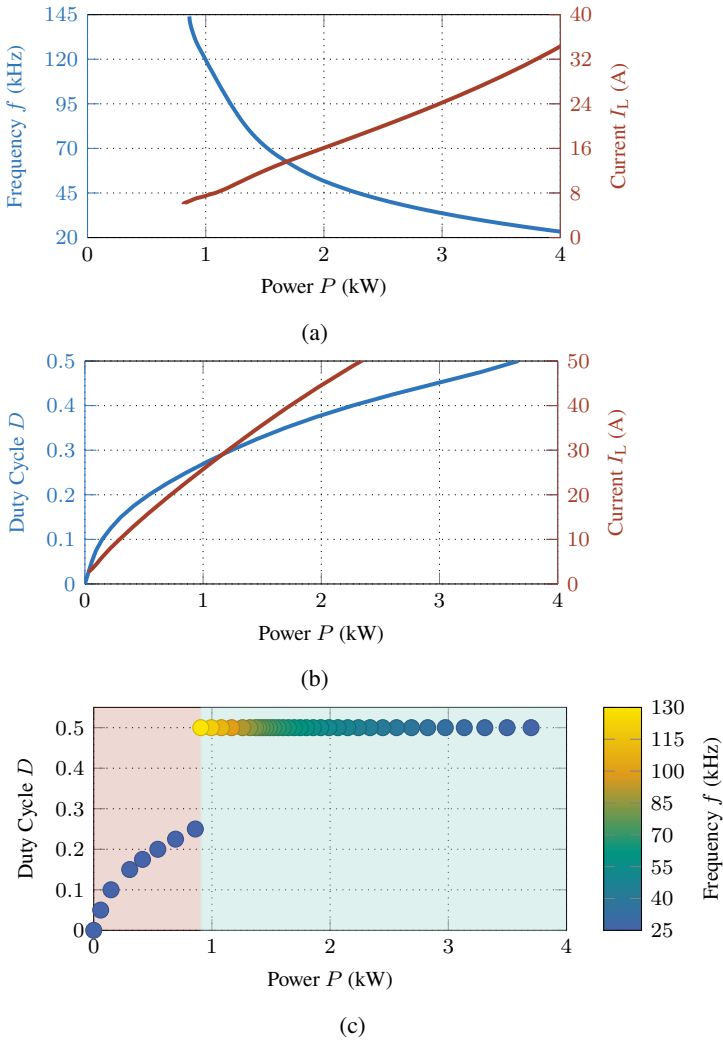 145 40
120 32
95 24
70 16
45 8
20 0
Frequency f (kHz)
Current I_L (A)
0 1 2 3 4
Power P (kW)
(a)
0.5 50
0.4 40
0.3 30
0.2 20
0.1 10
0 0
Duty Cycle D
Current I_L (A)
0 1 2 3 4
Power P (kW)
(b)
0.5
0.4
0.3
0.2
0.1
0
Duty Cycle D
0 1 2 3 4
Power P (kW)
130
115
100
85
70
55
40
25
Frequency f (kHz)
(c)